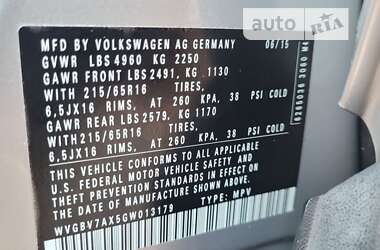 auto RIA
MFD BY VOLKSWAGEN AG GERMANY 06/15
GVWR LBS 4960 KG 2250
GAWR FRONT LBS 2491, KG 1130
WITH 215/65R16 TIRES,
6,5JX16 RIMS, AT 260 KPA, 38 PSI COLD
GAWR REAR LBS 2579, KG 1170
WITH 215/65R16 TIRES,
6,5JX16 RIMS, AT 260 KPA, 38 PSI COLD
THIS VEHICLE CONFORMS TO ALL APPLICABLE
U.S. FEDERAL MOTOR VEHICLE SAFETY AND
THEFT PREVENTION STANDARDS IN EFFECT ON
THE DATE OF MANUFACTURE SHOWN ABOVE.
WVGBV7AX5GW013179 TYPE: MPV